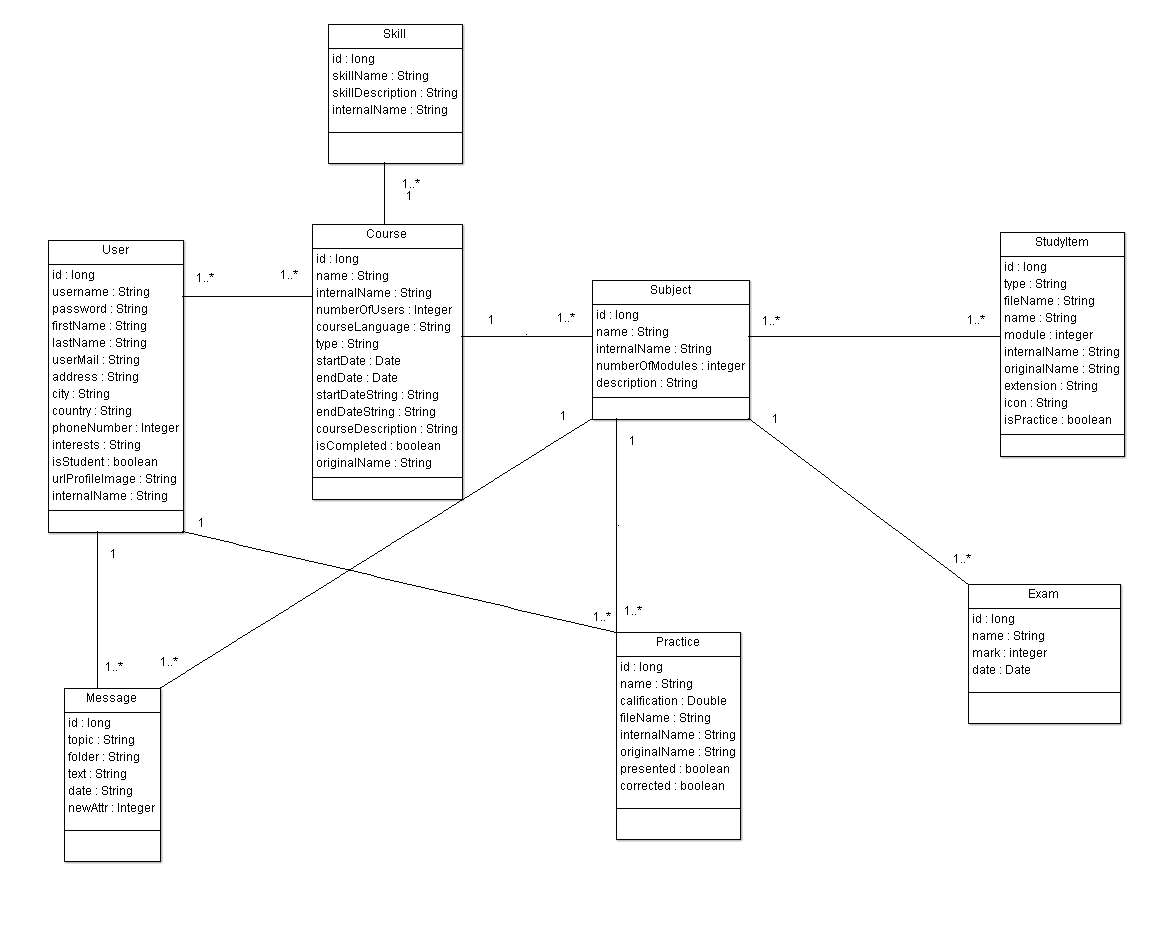 Skill
id : long
skillName : String
skillDescription : String
internalName : String
1..*
1
User
id : long
username : String
password : String
firstName : String
lastName : String
userMail : String
address : String
city : String
country : String
phoneNumber : Integer
interests : String
isStudent : boolean
urlProfileImage : String
internalName : String
1..*
1..*
Course
id : long
name : String
internalName : String
numberOfUsers : Integer
courseLanguage : String
type : String
startDate : Date
endDate : Date
startDateString : String
endDateString : String
courseDescription : String
isCompleted : boolean
originalName : String
1
1..*
Subject
id : long
name : String
internalName : String
numberOfModules : integer
description : String
1..*
1..*
StudyItem
id : long
type : String
fileName : String
name : String
module : integer
internalName : String
originalName : String
extension : String
icon : String
isPractice : boolean
1
1
1
1
1
1..*
1..*
1..*
1..*
1..*
Message
id : long
topic : String
folder : String
text : String
date : String
newAttr : Integer
Practice
id : long
name : String
calification : Double
fileName : String
internalName : String
originalName : String
presented : boolean
corrected : boolean
Exam
id : long
name : String
mark : integer
date : Date